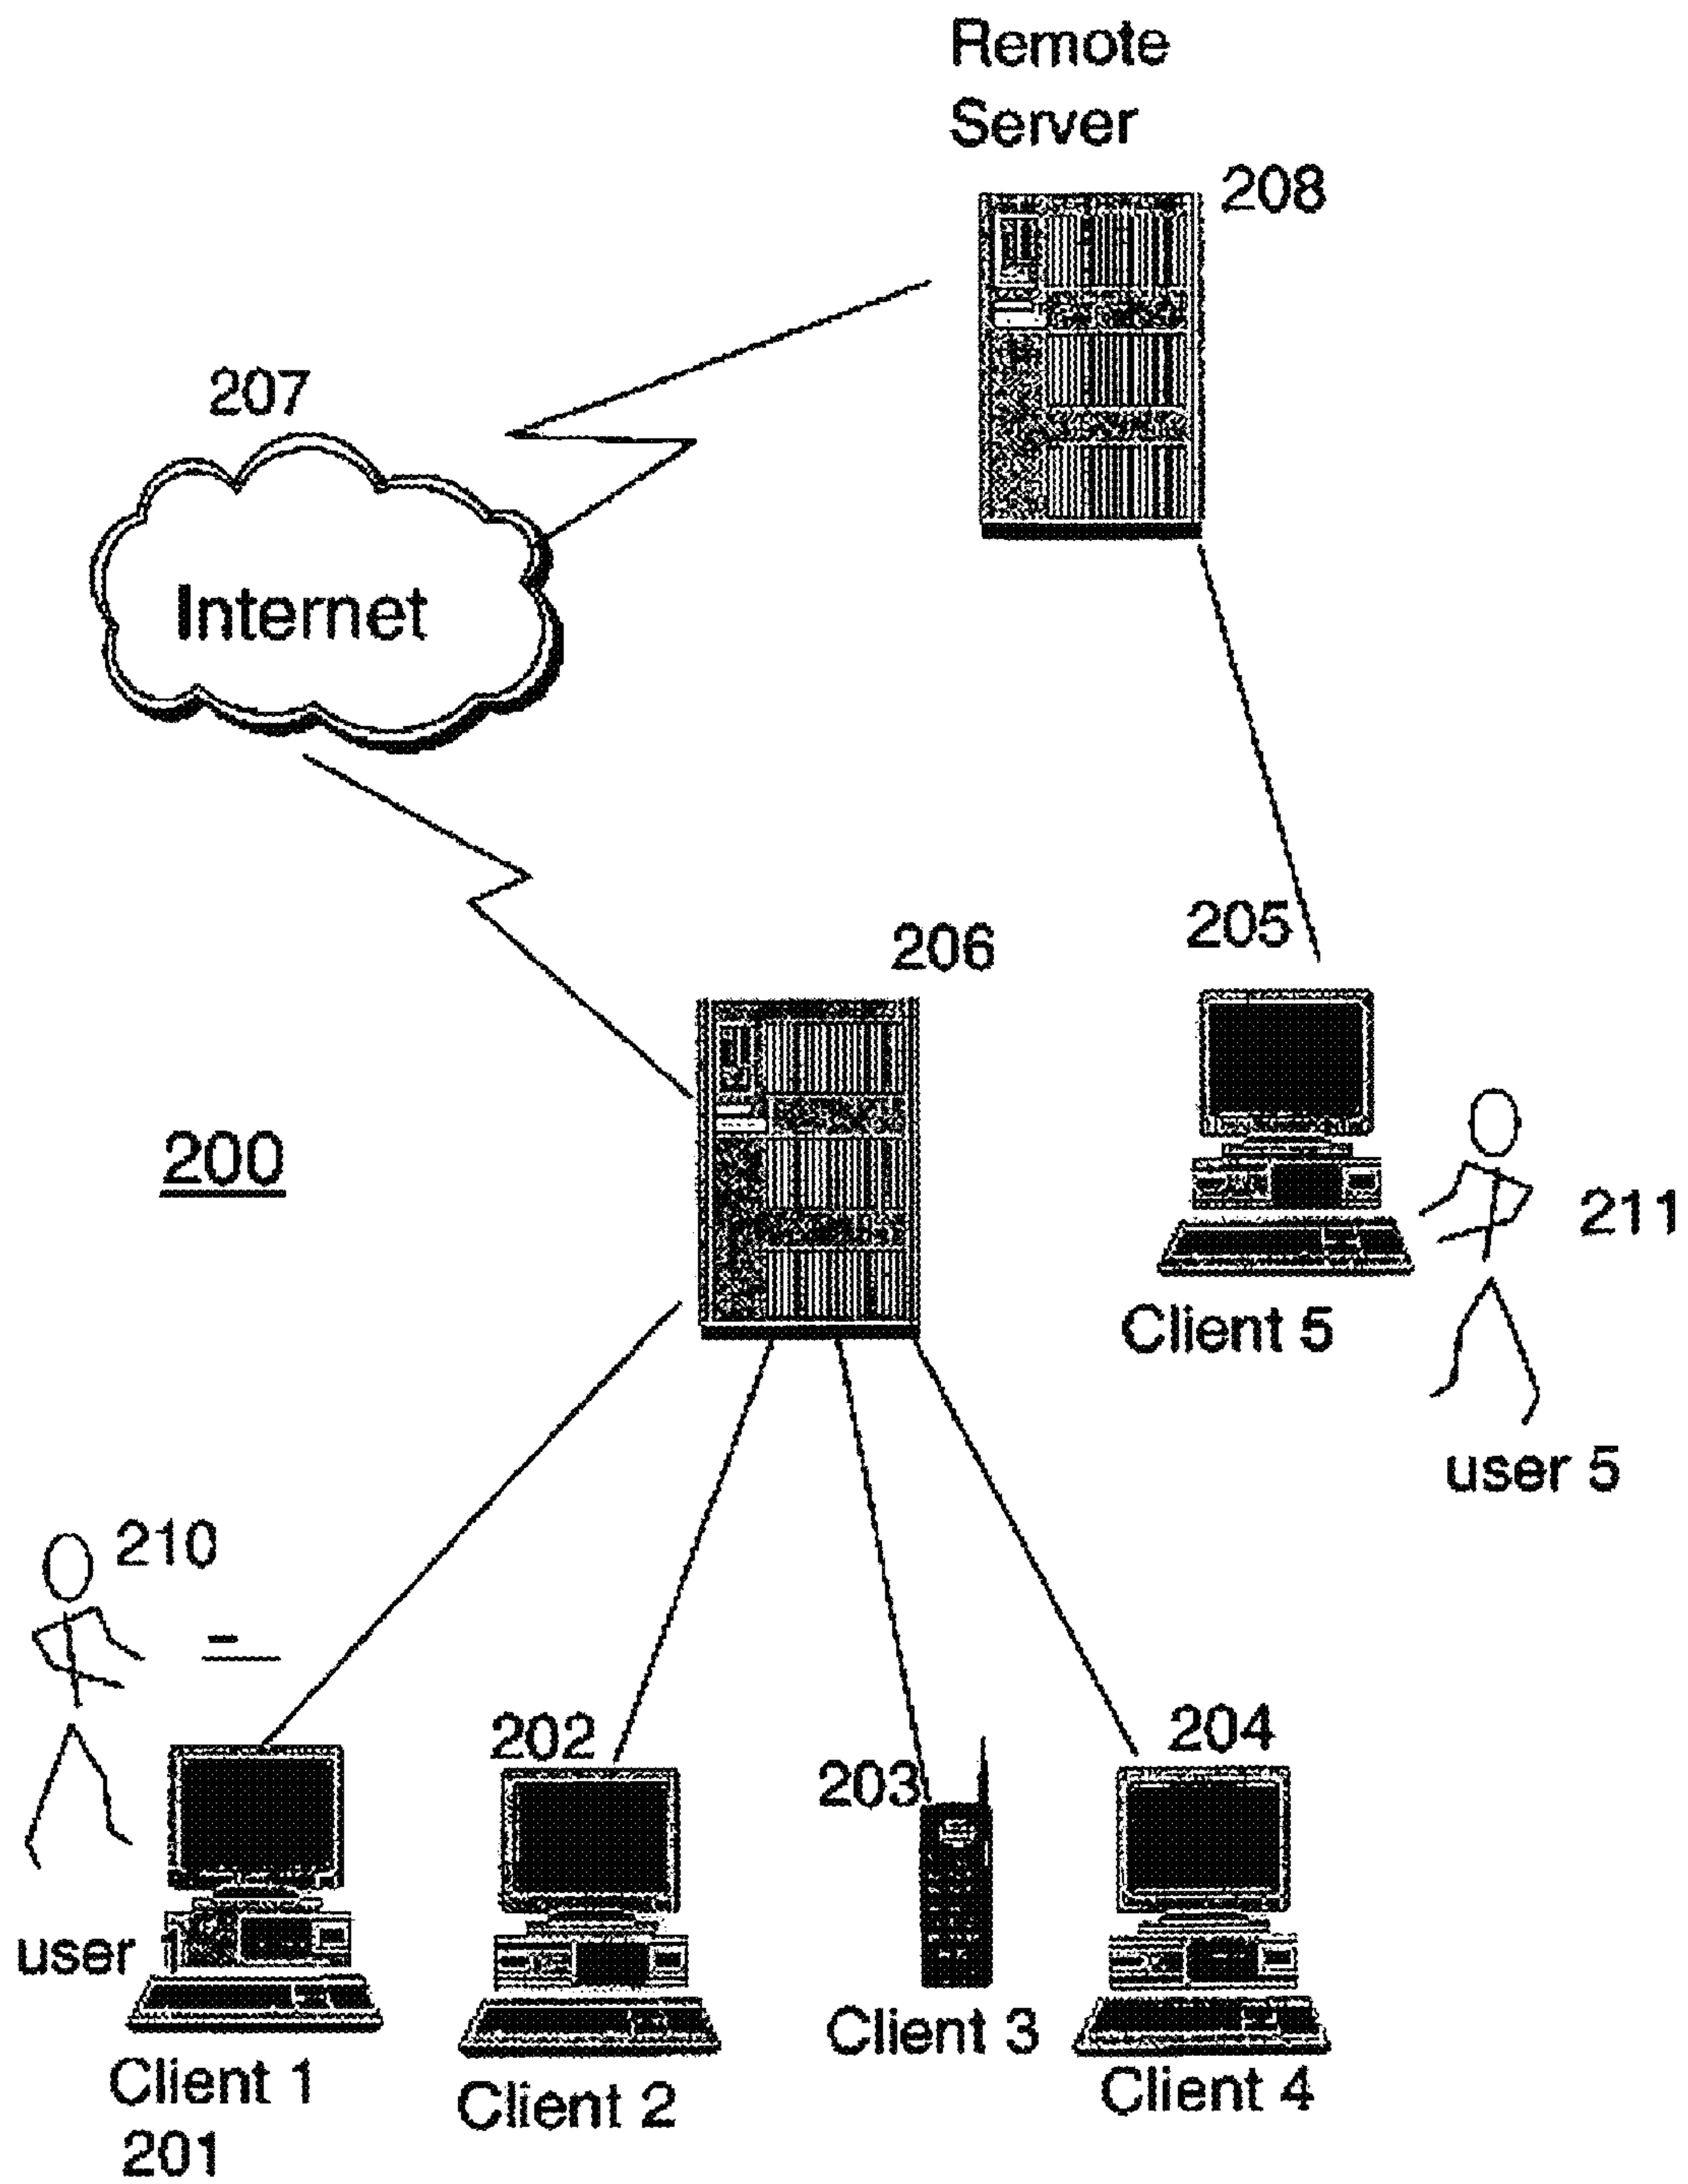 Remote
Server
208
207
Internet
206
205
200
211
Client 5
user 5
210
202
203
204
user 1
Client 1
201
Client 2
Client 3
Client 4